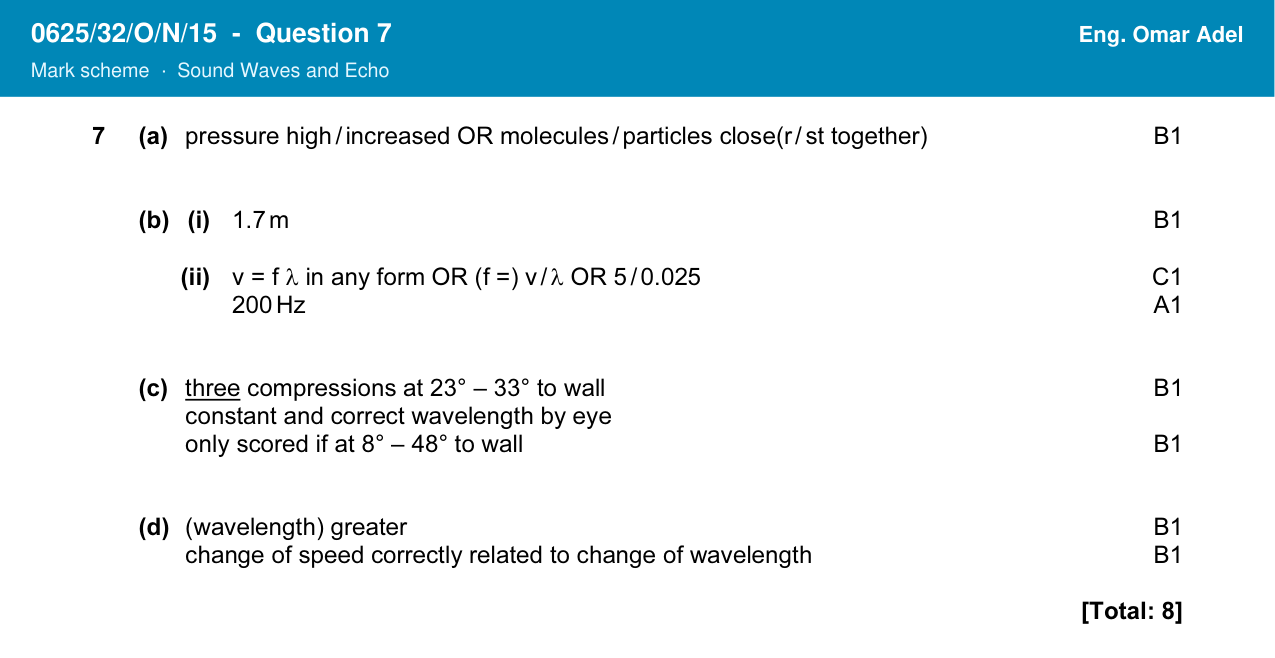 0625/32/O/N/15 - Question 7
Eng. Omar Adel
Mark scheme · Sound Waves and Echo
7 (a) pressure high/increased OR molecules/particles close(r/st together) B1
(b) (i) 1.7 m B1
(ii) v = f λ in any form OR (f =) v/λ OR 5/0.025 C1
200 Hz A1
(c) three compressions at 23° – 33° to wall B1
constant and correct wavelength by eye
only scored if at 8° – 48° to wall B1
(d) (wavelength) greater B1
change of speed correctly related to change of wavelength B1
[Total: 8]